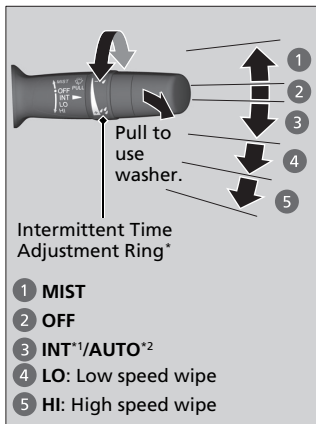 MIST
PULL
OFF
INT
LO
HI
1
2
3
4
5
Pull to
use
washer.
Intermittent Time
Adjustment Ring*
1 MIST
2 OFF
3 INT*1/AUTO*2
4 LO: Low speed wipe
5 HI: High speed wipe